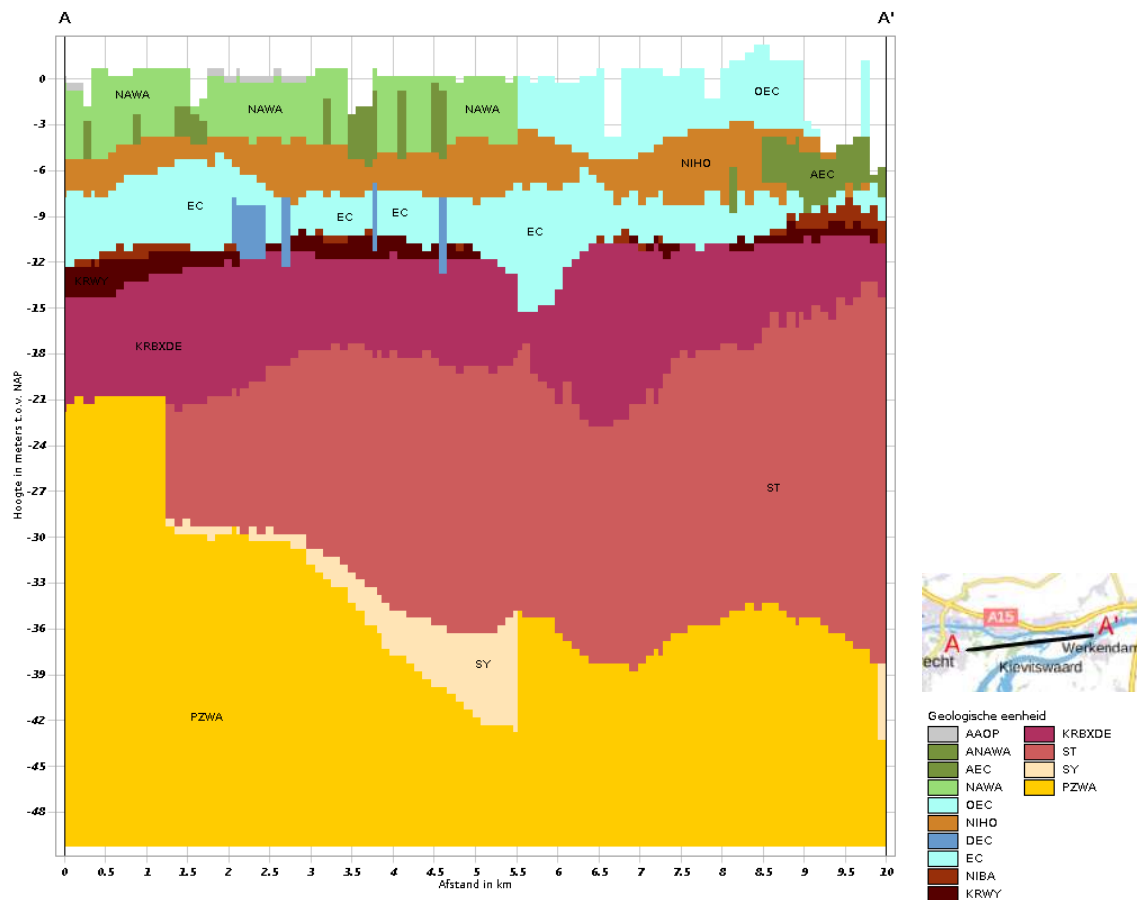 A A'
0
-3
-6
-9
-12
-15
-18
-21
-24
-27
-30
-33
-36
-39
-42
-45
-48
Hoogte in meters t.o.v. NAP
NAWA
NAWA
NAWA
OEC
NIHO
AEC
EC
EC
EC
EC
KRWY
KRBXDE
ST
SY
PZWA
0 0.5 1 1.5 2 2.5 3 3.5 4 4.5 5 5.5 6 6.5 7 7.5 8 8.5 9 9.5 10
Afstand in km
A15
A A'
echt
Werkendam
Kievitswaard
Geologische eenheid
AAOP KRBXDE
ANAWA ST
AEC SY
NAWA PZWA
OEC
NIHO
DEC
EC
NIBA
KRWY